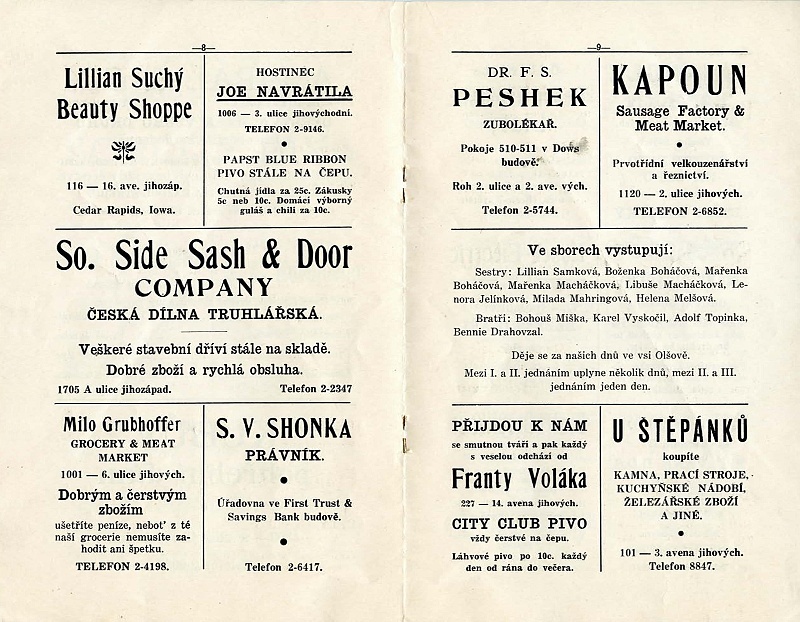 —8—
Lillian Suchý
Beauty Shoppe
116 — 16. ave. jihozáp.
Cedar Rapids, Iowa.
HOSTINEC
JOE NAVRÁTILA
1006 — 3. ulice jihovýchodní.
TELEFON 2-9146.
PAPST BLUE RIBBON
PIVO STÁLE NA ČEPU.
Chutná jídla za 25c. Zákusky
5c neb 10c. Domácí výborný
guláš a chili za 10c.
So. Side Sash & Door
COMPANY
ČESKÁ DÍLNA TRUHLÁŘSKÁ.
Veškeré stavební dříví stále na skladě.
Dobré zboží a rychlá obsluha.
1705 A ulice jihozápad. Telefon 2-2347
Milo Grubhoffer
GROCERY & MEAT
MARKET
1001 — 6. ulice jihových.
Dobrým a čerstvým
zbožím
ušetříte peníze, neboť z té
naší grocerie nemusíte za-
hodit ani špetku.
TELEFON 2-4198.
S. V. SHONKA
PRÁVNÍK.
Úřadovna ve First Trust &
Savings Bank budově.
Telefon 2-6417.
—9—
DR. F. S.
PESHEK
ZUBOLÉKAŘ.
Pokoje 510-511 v Dows
budově.
Roh 2. ulice a 2. ave. vých.
Telefon 2-5744.
KAPOUN
Sausage Factory &
Meat Market.
Prvotřídní velkouzenářství
a řeznictví.
1120 — 2. ulice jihových.
TELEFON 2-6852.
Ve sborech vystupují:
Sestry: Lillian Samková, Boženka Boháčová, Mařenka
Boháčová, Mařenka Macháčková, Libuše Macháčková, Le-
nora Jelínková, Milada Mahringová, Helena Melšová.
Bratři: Bohouš Miška, Karel Vyskočil, Adolf Topinka,
Bennie Drahovzal.
Děje se za našich dnů ve vsi Olšově.
Mezi I. a II. jednáním uplyne několik dnů, mezi II. a III.
jednáním jeden den.
PŘIJDOU K NÁM
se smutnou tváří a pak každý
s veselou odchází od
Franty Voláka
227 — 14. avena jihových.
CITY CLUB PIVO
vždy čerstvé na čepu.
Láhvové pivo po 10c. každý
den od rána do večera.
U ŠTĚPÁNKŮ
koupíte
KAMNA, PRACÍ STROJE,
KUCHYŇSKÉ NÁDOBÍ,
ŽELEZÁŘSKÉ ZBOŽÍ
A JINÉ.
101 — 3. avena jihových.
Telefon 8847.